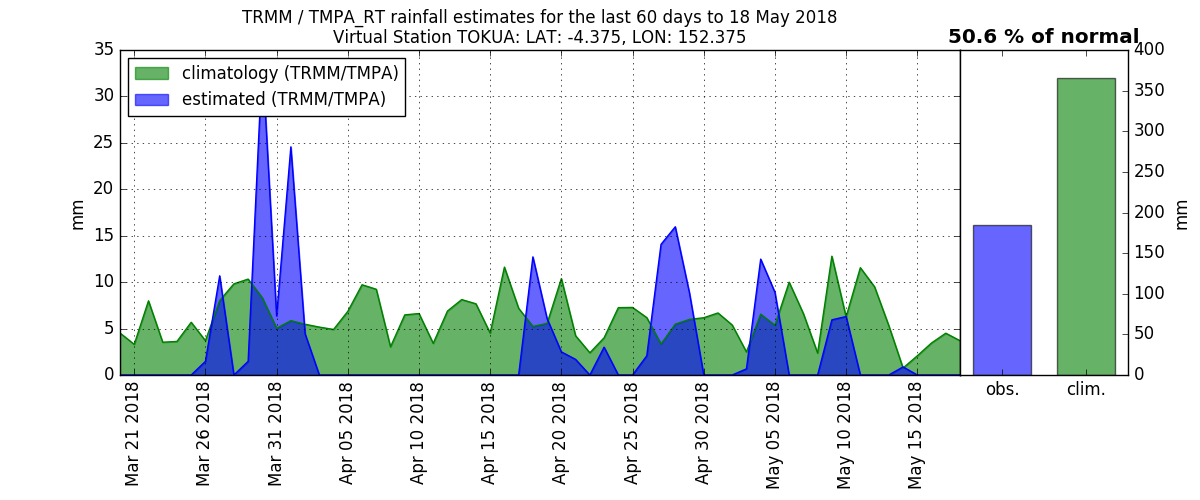 TRMM / TMPA_RT rainfall estimates for the last 60 days to 18 May 2018
Virtual Station TOKUA: LAT: -4.375, LON: 152.375
50.6 % of normal
climatology (TRMM/TMPA)
estimated (TRMM/TMPA)
35
30
25
20
15
10
5
0
mm
Mar 21 2018
Mar 26 2018
Mar 31 2018
Apr 05 2018
Apr 10 2018
Apr 15 2018
Apr 20 2018
Apr 25 2018
Apr 30 2018
May 05 2018
May 10 2018
May 15 2018
obs.
clim.
400
350
300
250
200
150
100
50
0
mm